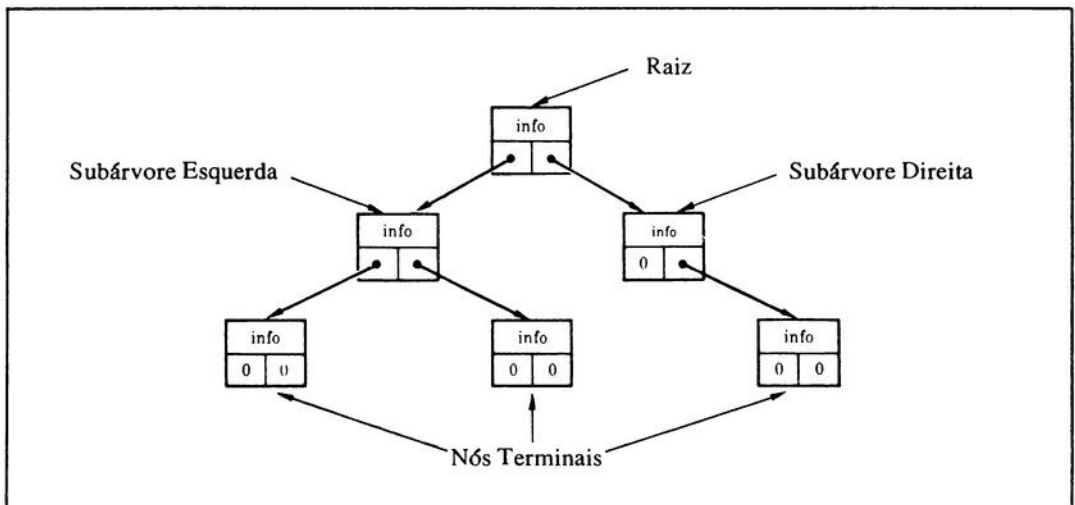 Raiz
info
Subárvore Esquerda
Subárvore Direita
info
info
0
info
info
info
0 0
0 0
0 0
Nós Terminais